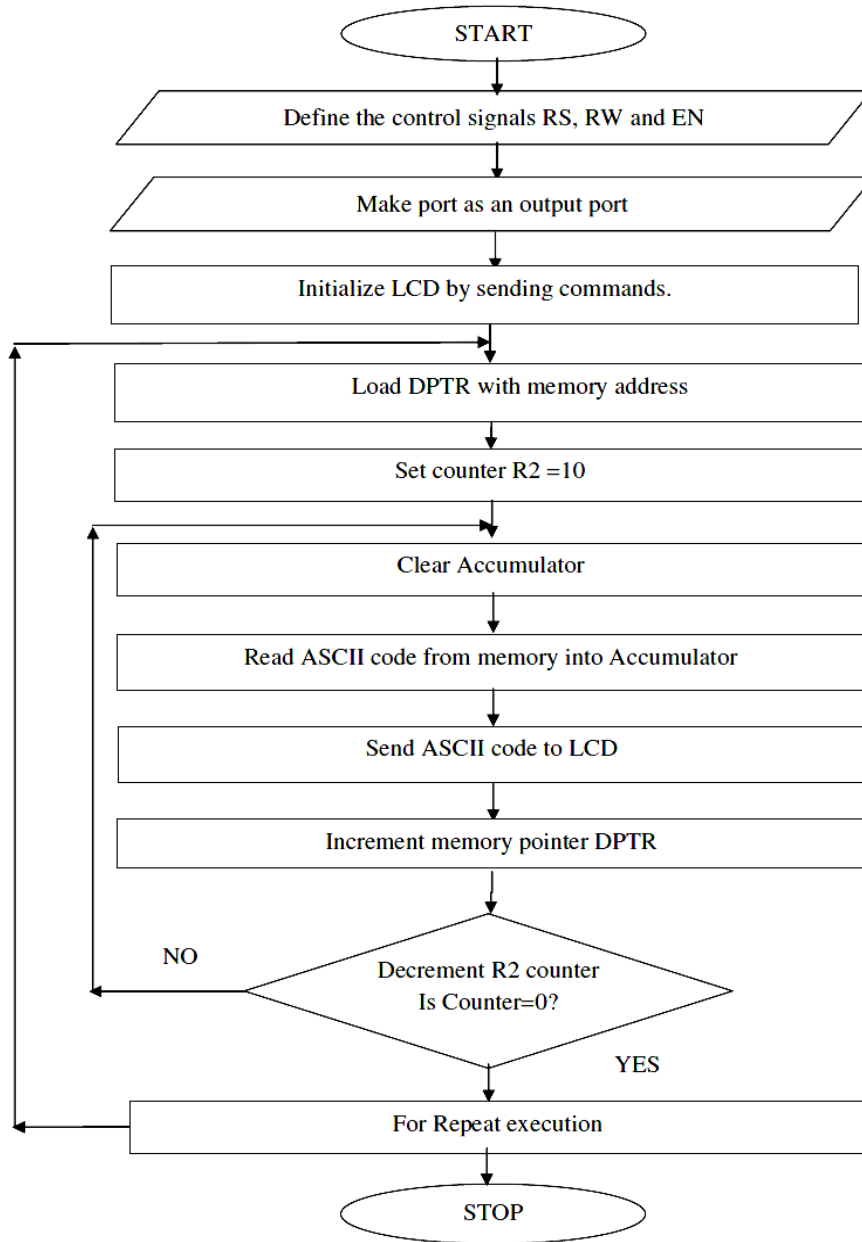 START
Define the control signals RS, RW and EN
Make port as an output port
Initialize LCD by sending commands.
Load DPTR with memory address
Set counter R2 =10
Clear Accumulator
Read ASCII code from memory into Accumulator
Send ASCII code to LCD
Increment memory pointer DPTR
NO
Decrement R2 counter
Is Counter=0?
YES
For Repeat execution
STOP